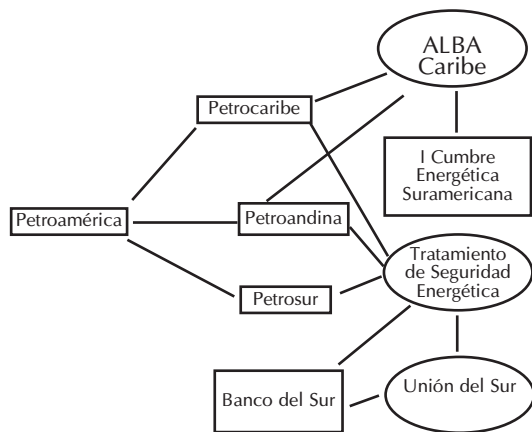 ALBA
Caribe
Petrocaribe
I Cumbre
Energética
Suramericana
Petroamérica
Petroandina
Tratamiento
de Seguridad
Energética
Petrosur
Banco del Sur
Unión del Sur